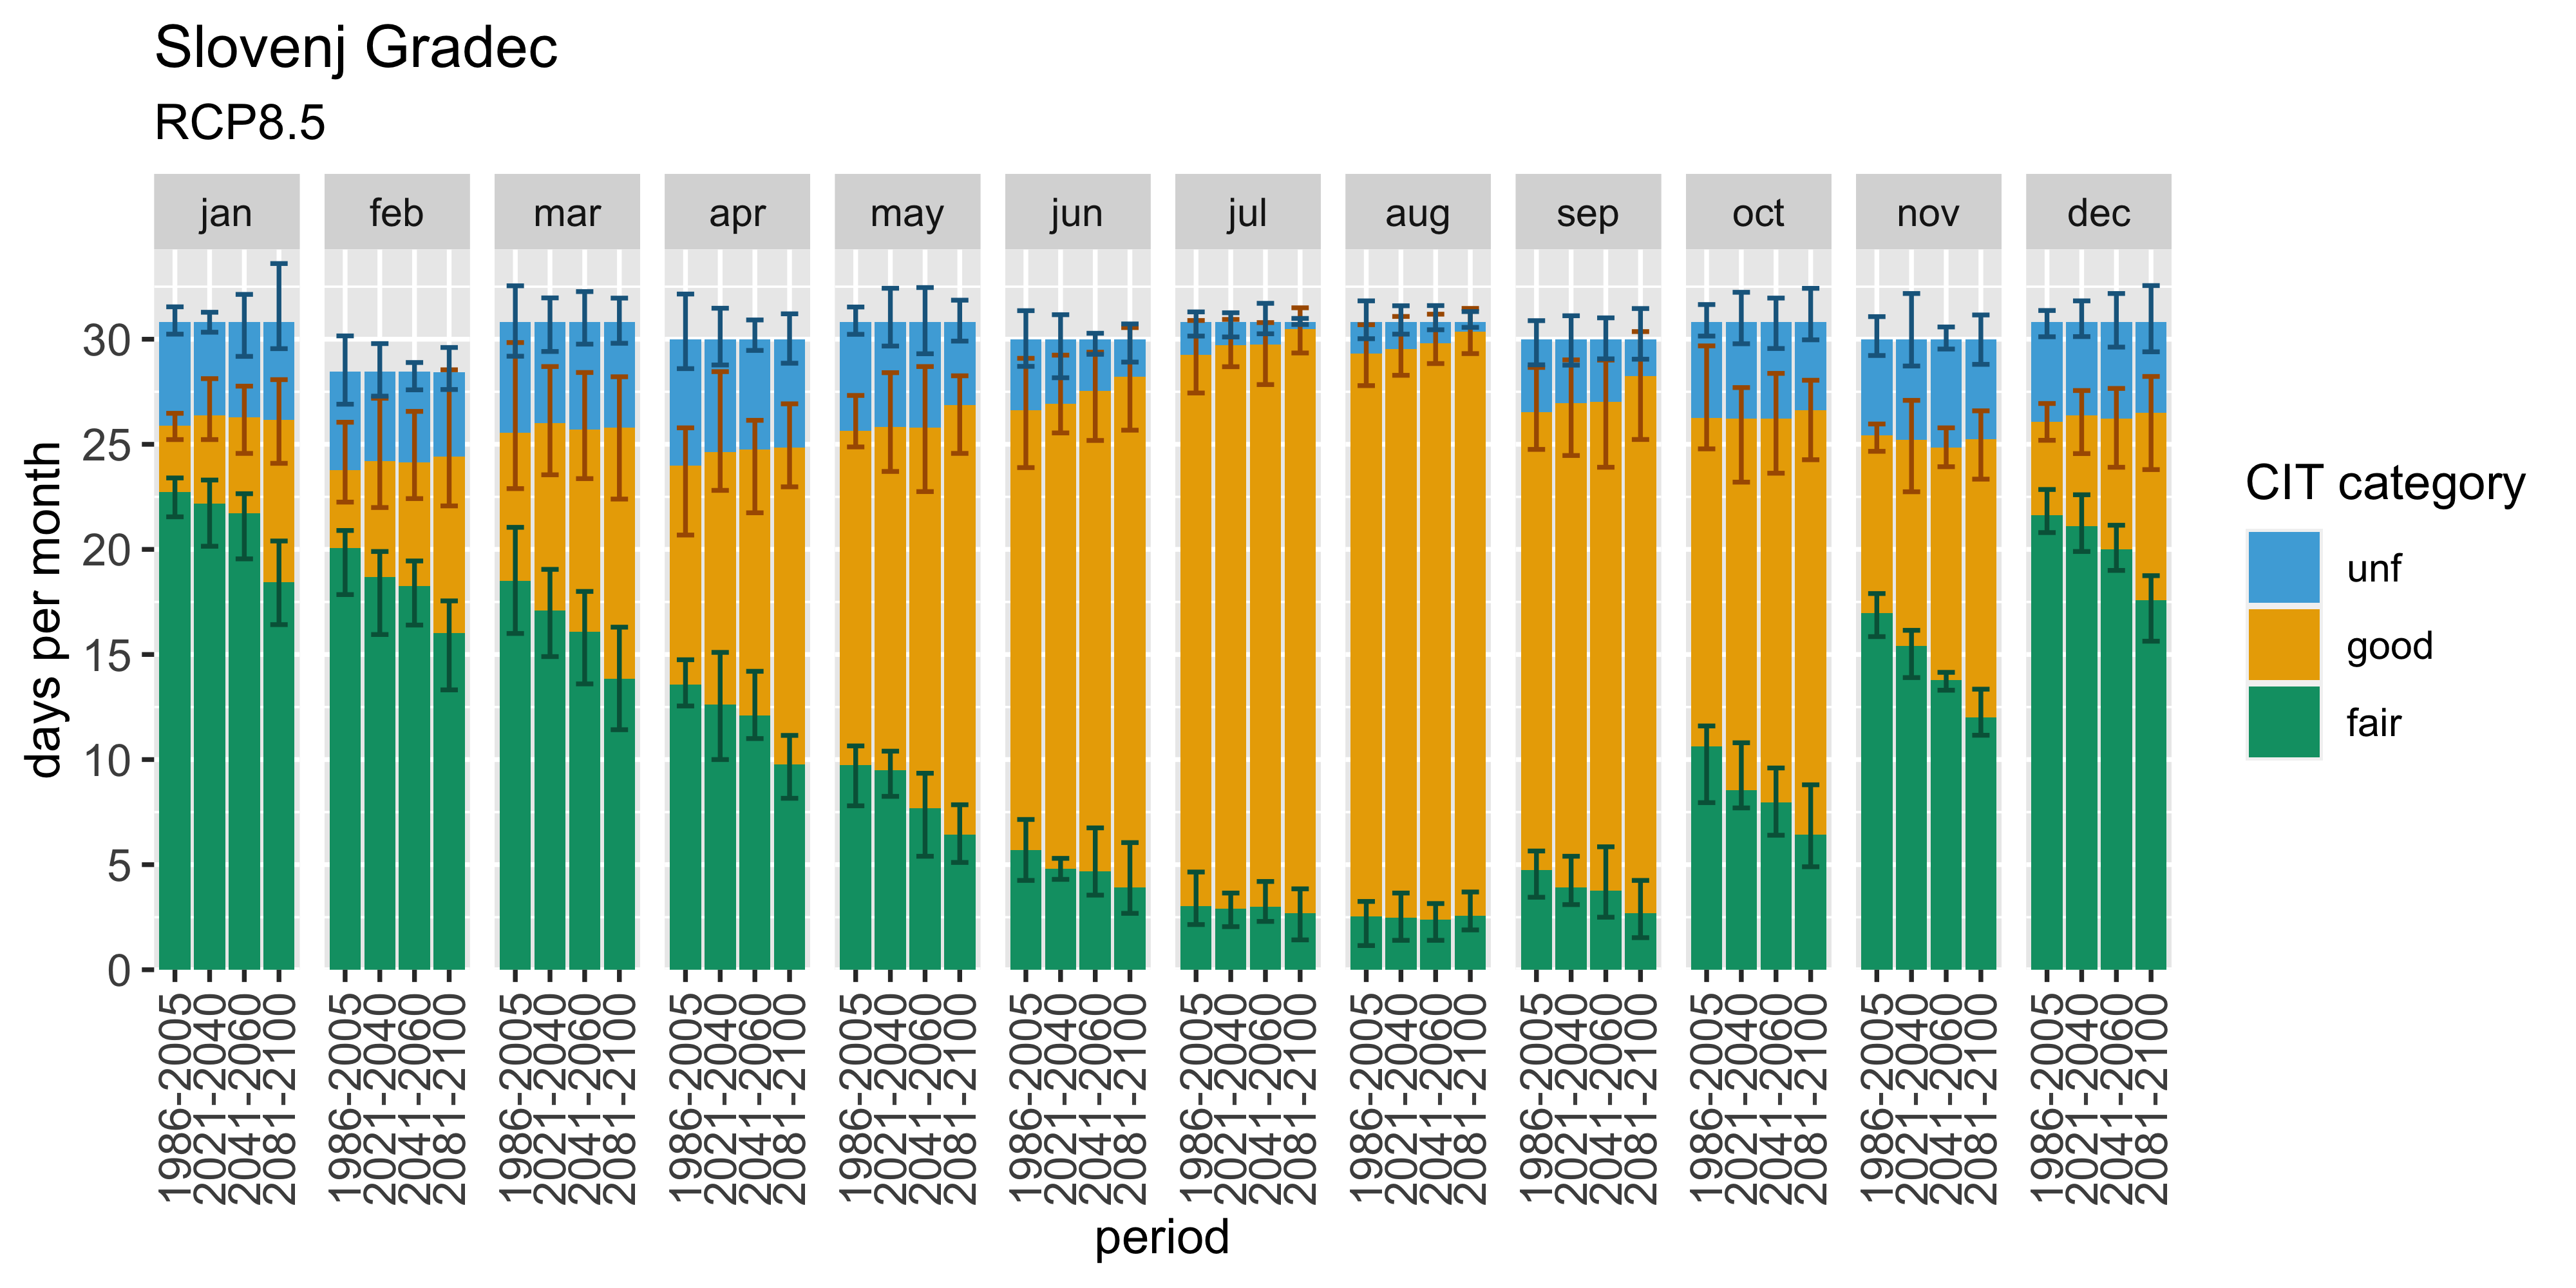 Slovenj Gradec
RCP8.5
jan feb mar apr may jun jul aug sep oct nov dec
days per month
30
25
20
15
10
5
0
1986-2005 2021-2040 2041-2060 2081-2100 1986-2005 2021-2040 2041-2060 2081-2100 1986-2005 2021-2040 2041-2060 2081-2100 1986-2005 2021-2040 2041-2060 2081-2100 1986-2005 2021-2040 2041-2060 2081-2100 1986-2005 2021-2040 2041-2060 2081-2100 1986-2005 2021-2040 2041-2060 2081-2100 1986-2005 2021-2040 2041-2060 2081-2100 1986-2005 2021-2040 2041-2060 2081-2100 1986-2005 2021-2040 2041-2060 2081-2100 1986-2005 2021-2040 2041-2060 2081-2100 1986-2005 2021-2040 2041-2060 2081-2100
period
CIT category
unf
good
fair